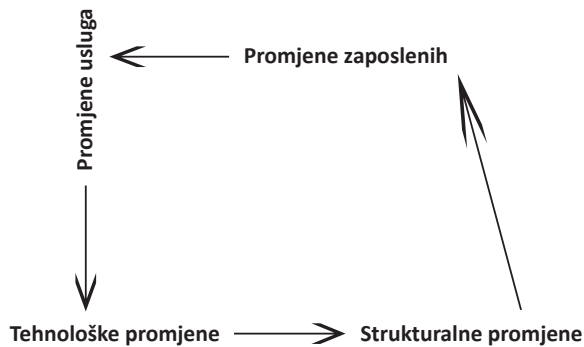 Promjene usluga
Promjene zaposlenih
Tehnološke promjene
Strukturalne promjene